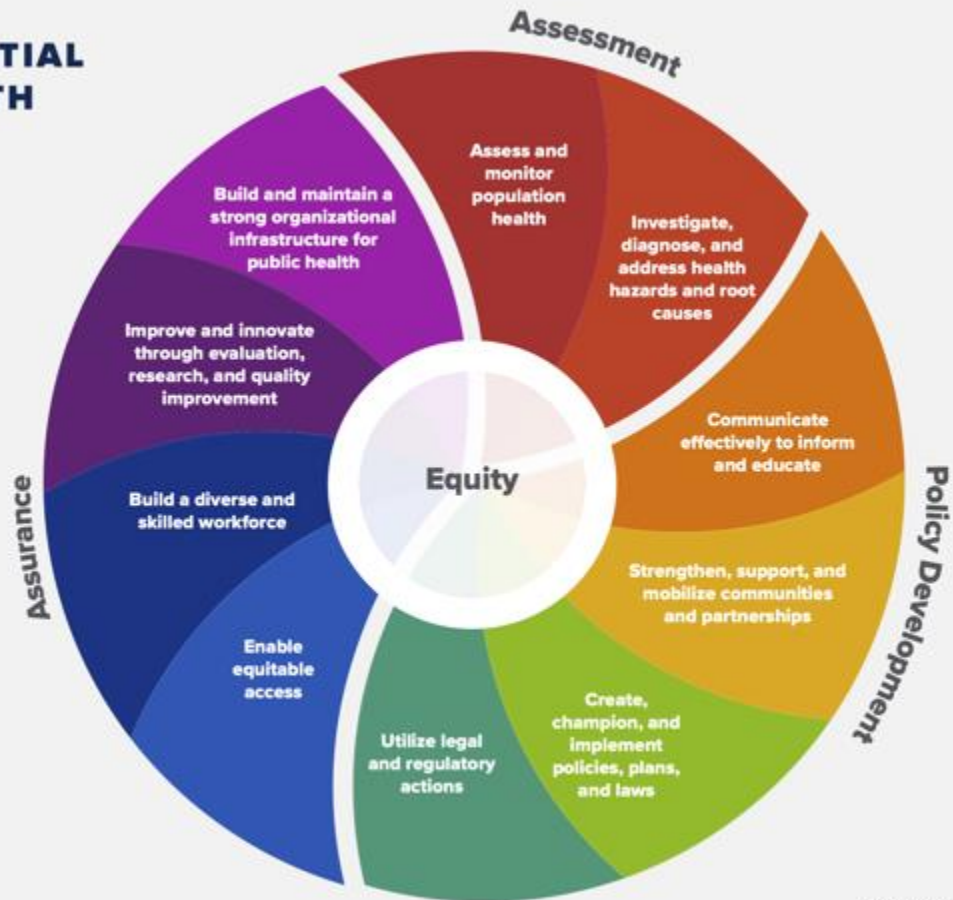 Assessment
Assess and
monitor
population
health
Investigate,
diagnose, and
address health
hazards and root
causes
Policy Development
Communicate
effectively to inform
and educate
Strengthen, support, and
mobilize communities
and partnerships
Create,
champion, and
implement
policies, plans,
and laws
Utilize legal
and regulatory
actions
Assurance
Enable
equitable
access
Build a diverse and
skilled workforce
Improve and innovate
through evaluation,
research, and quality
improvement
Build and maintain a
strong organizational
infrastructure for
public health
Equity